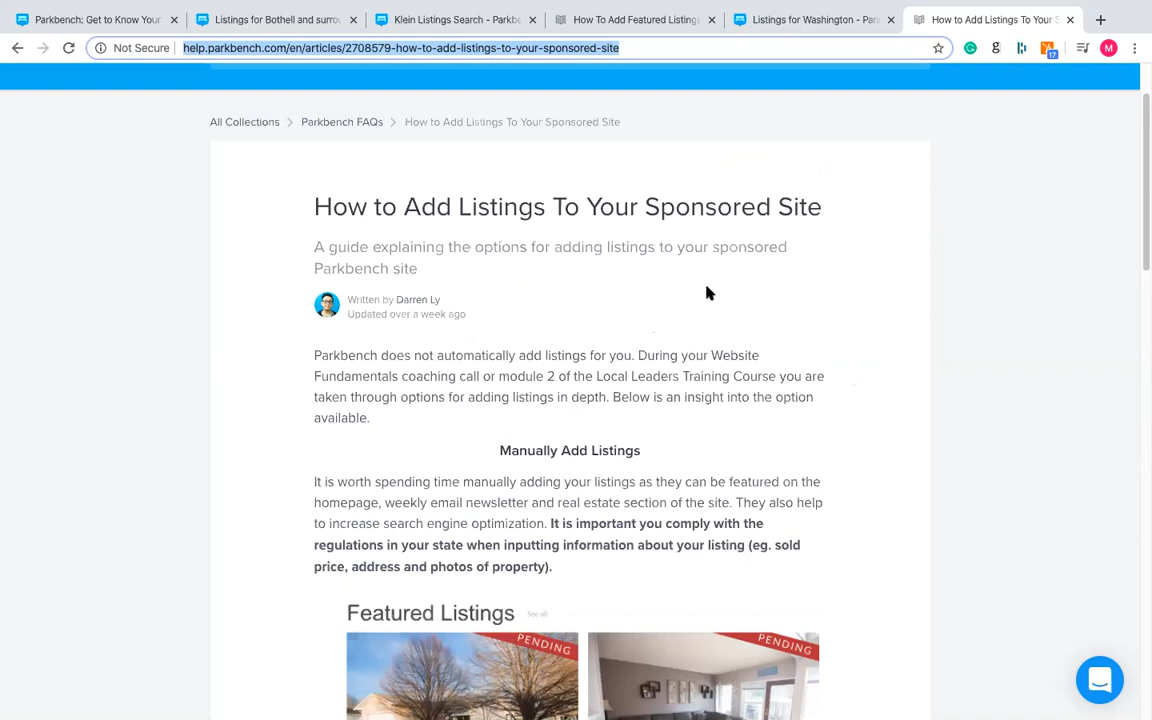 Parkbench: Get to Know Your
Listings for Bothell and surrou
Klein Listings Search - Parkbe
How To Add Featured Listings
Listings for Washington - Park
How to Add Listings To Your S
Not Secure
help.parkbench.com/en/articles/2708579-how-to-add-listings-to-your-sponsored-site
g
17
M
All Collections
Parkbench FAQs
How to Add Listings To Your Sponsored Site
How to Add Listings To Your Sponsored Site
A guide explaining the options for adding listings to your sponsored
Parkbench site
Written by Darren Ly
Updated over a week ago
Parkbench does not automatically add listings for you. During your Website
Fundamentals coaching call or module 2 of the Local Leaders Training Course you are
taken through options for adding listings in depth. Below is an insight into the option
available.
Manually Add Listings
It is worth spending time manually adding your listings as they can be featured on the
homepage, weekly email newsletter and real estate section of the site. They also help
to increase search engine optimization. It is important you comply with the
regulations in your state when inputting information about your listing (eg. sold
price, address and photos of property).
Featured Listings
See all
PENDING
PENDING